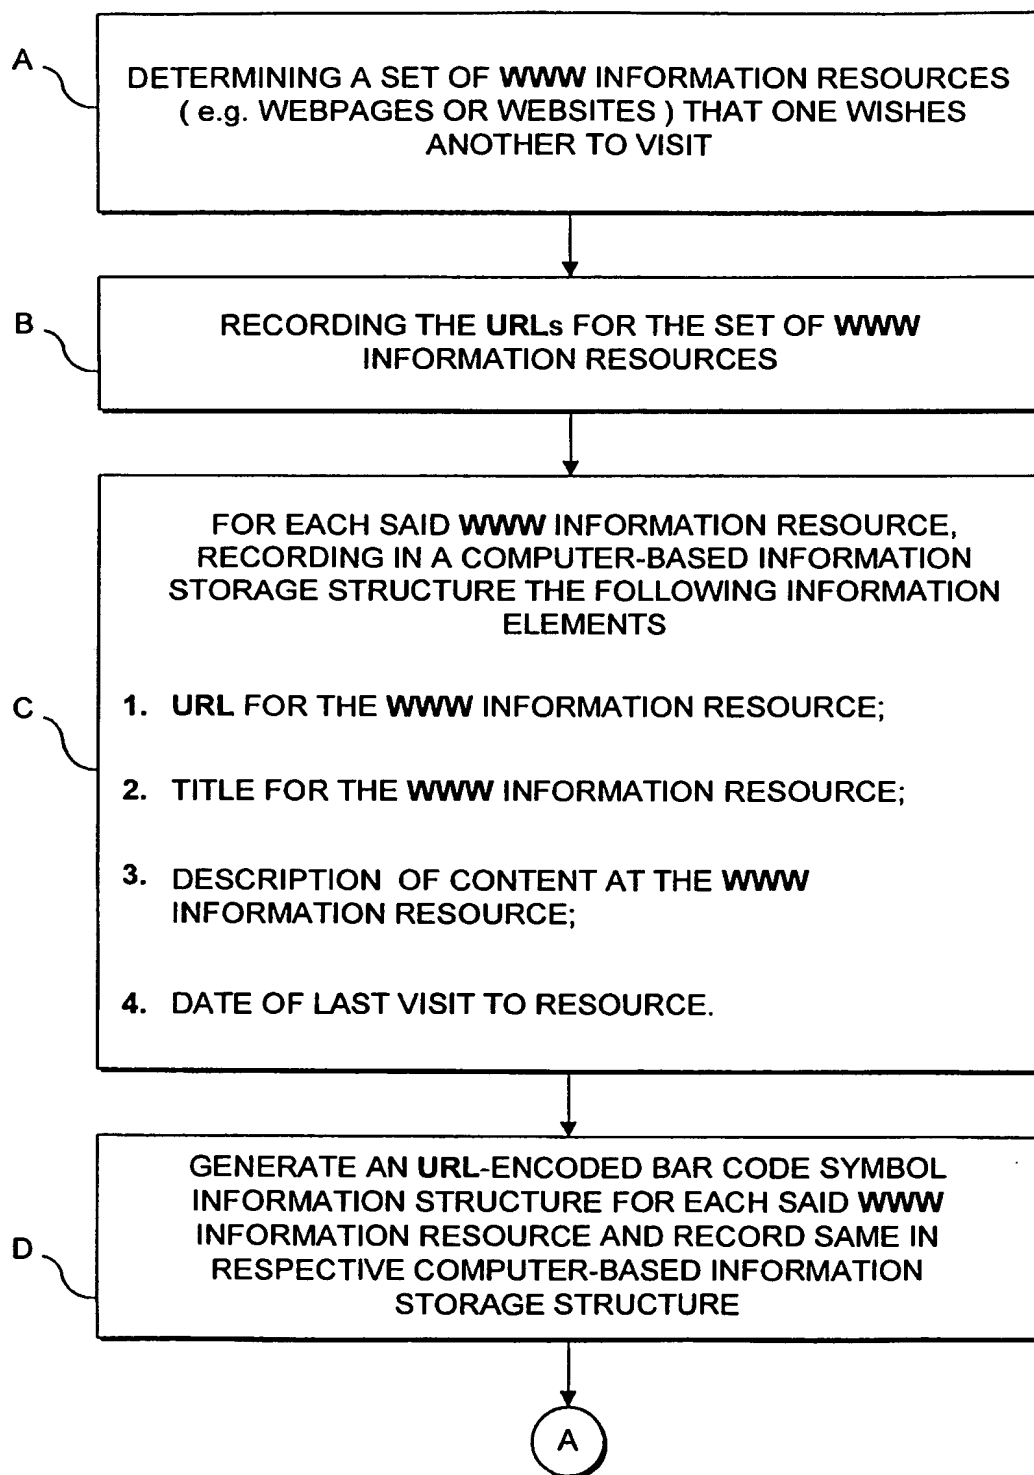 A
DETERMINING A SET OF WWW INFORMATION RESOURCES
( e.g. WEBPAGES OR WEBSITES ) THAT ONE WISHES
ANOTHER TO VISIT
B
RECORDING THE URLs FOR THE SET OF WWW
INFORMATION RESOURCES
C
FOR EACH SAID WWW INFORMATION RESOURCE,
RECORDING IN A COMPUTER-BASED INFORMATION
STORAGE STRUCTURE THE FOLLOWING INFORMATION
ELEMENTS
1. URL FOR THE WWW INFORMATION RESOURCE;
2. TITLE FOR THE WWW INFORMATION RESOURCE;
3. DESCRIPTION OF CONTENT AT THE WWW
INFORMATION RESOURCE;
4. DATE OF LAST VISIT TO RESOURCE.
D
GENERATE AN URL-ENCODED BAR CODE SYMBOL
INFORMATION STRUCTURE FOR EACH SAID WWW
INFORMATION RESOURCE AND RECORD SAME IN
RESPECTIVE COMPUTER-BASED INFORMATION
STORAGE STRUCTURE
A